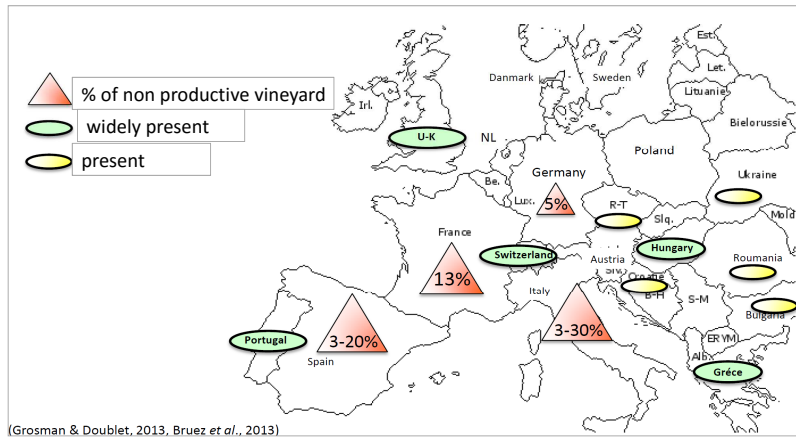 % of non productive vineyard
widely present
present
Est.
Let.
Lituanie
Danmark
Sweden
Irl.
Bielorussie
U-K
NL
Poland
Germany
5%
Be.
Lux.
Ukraine
R-T
Slq.
Mold
France
13%
Switzerland
Austria
Hungary
Roumania
Croatie
B-H
S-M
Italy
3-30%
Bulgaria
Portugal
3-20%
Spain
ERYM
Alb.
Gréce
(Grosman & Doublet, 2013, Bruez et al., 2013)